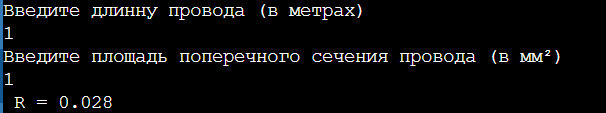 Введите длинну провода (в метрах)
1
Введите площадь поперечного сечения провода (в мм²)
1
R = 0.028